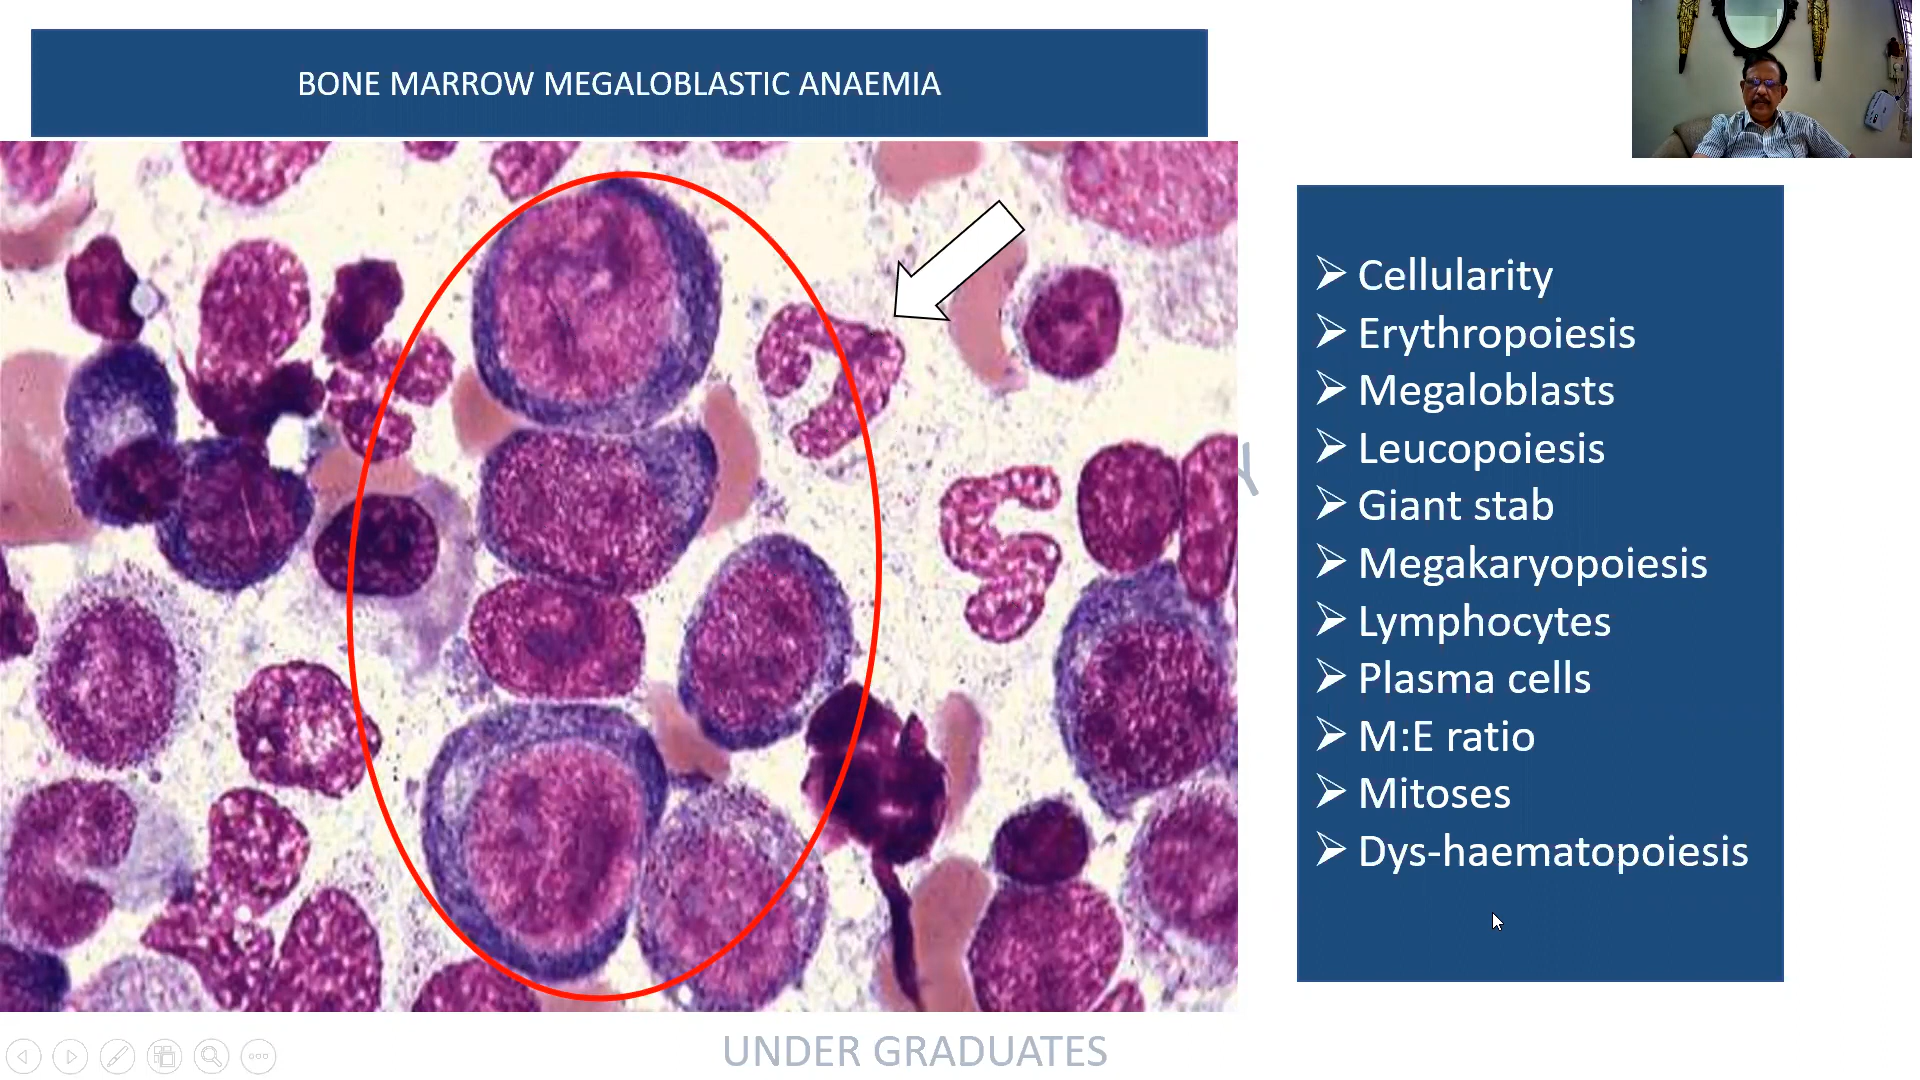 BONE MARROW MEGALOBLASTIC ANAEMIA
Cellularity
Erythropoiesis
Megaloblasts
Leucopoiesis
Giant stab
Megakaryopoiesis
Lymphocytes
Plasma cells
M:E ratio
Mitoses
Dys-haematopoiesis
UNDER GRADUATES